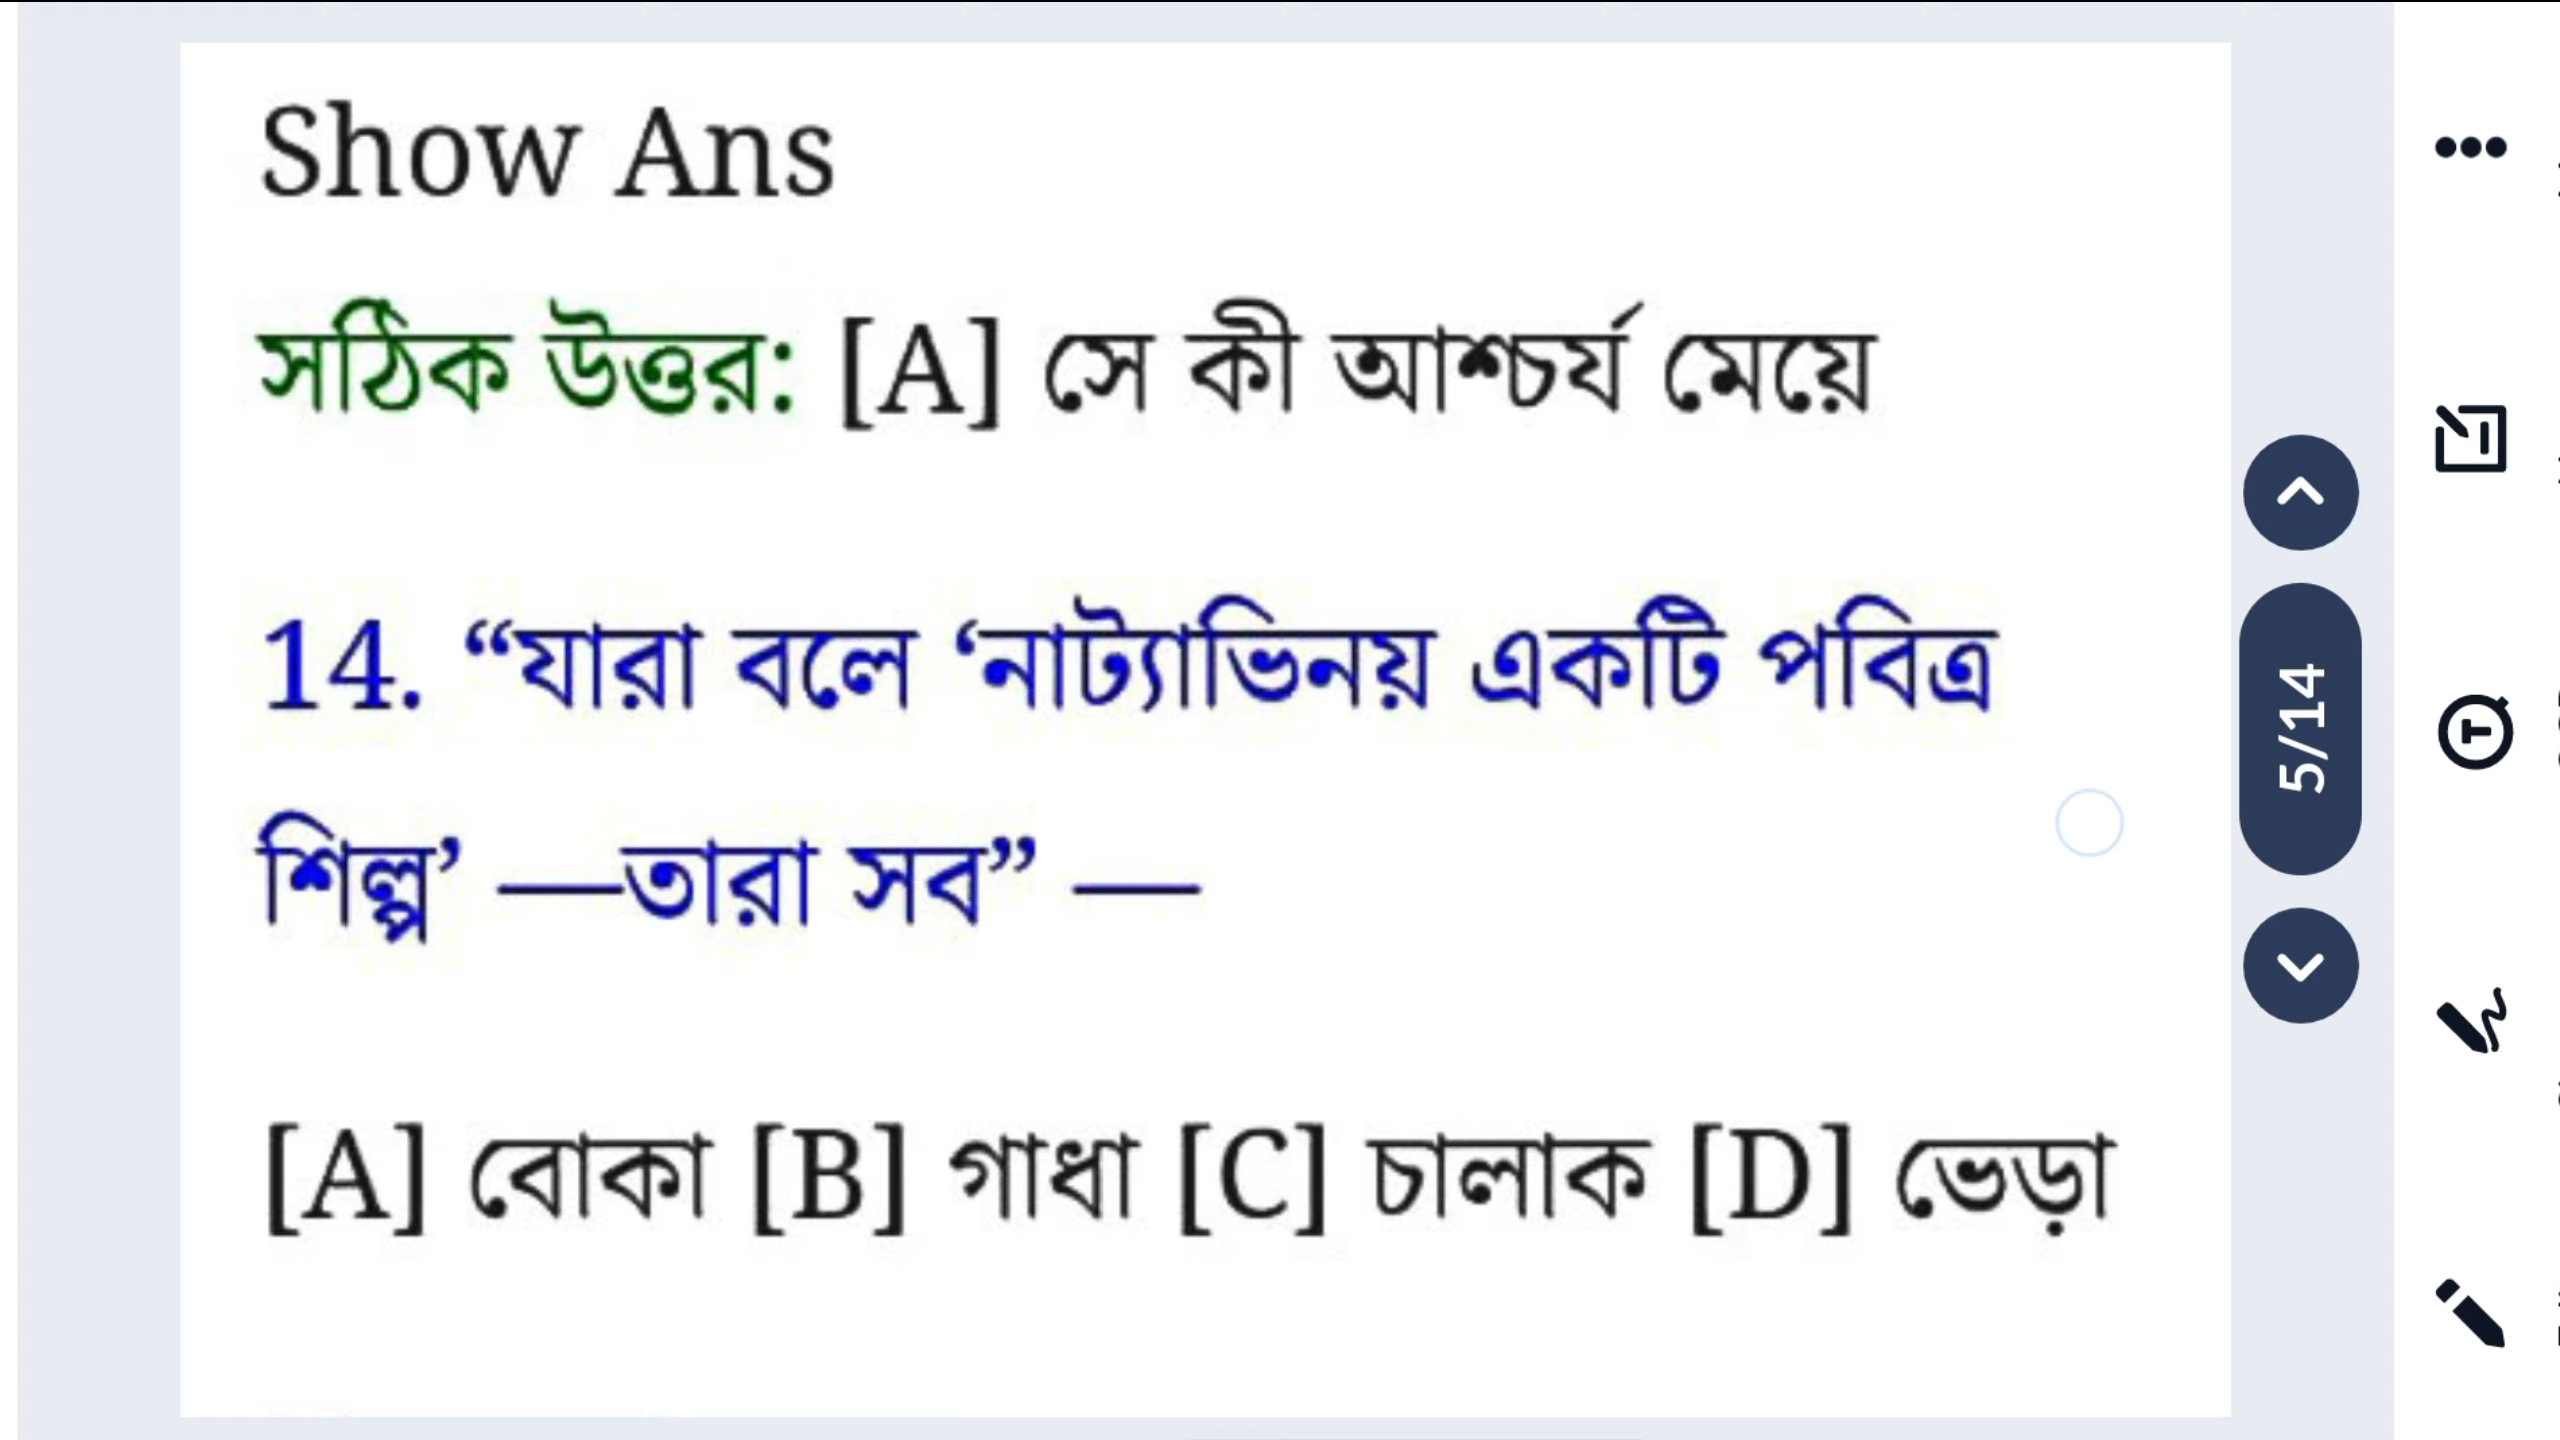 Show Ans
সঠিক উত্তর: [A] সে কী আশ্চর্য মেয়ে
14. “যারা বলে ‘নাট্যাভিনয় একটি পবিত্র
শিল্প’ —তারা সব” —
[A] বোকা [B] গাধা [C] চালাক [D] ভেড়া
5/14